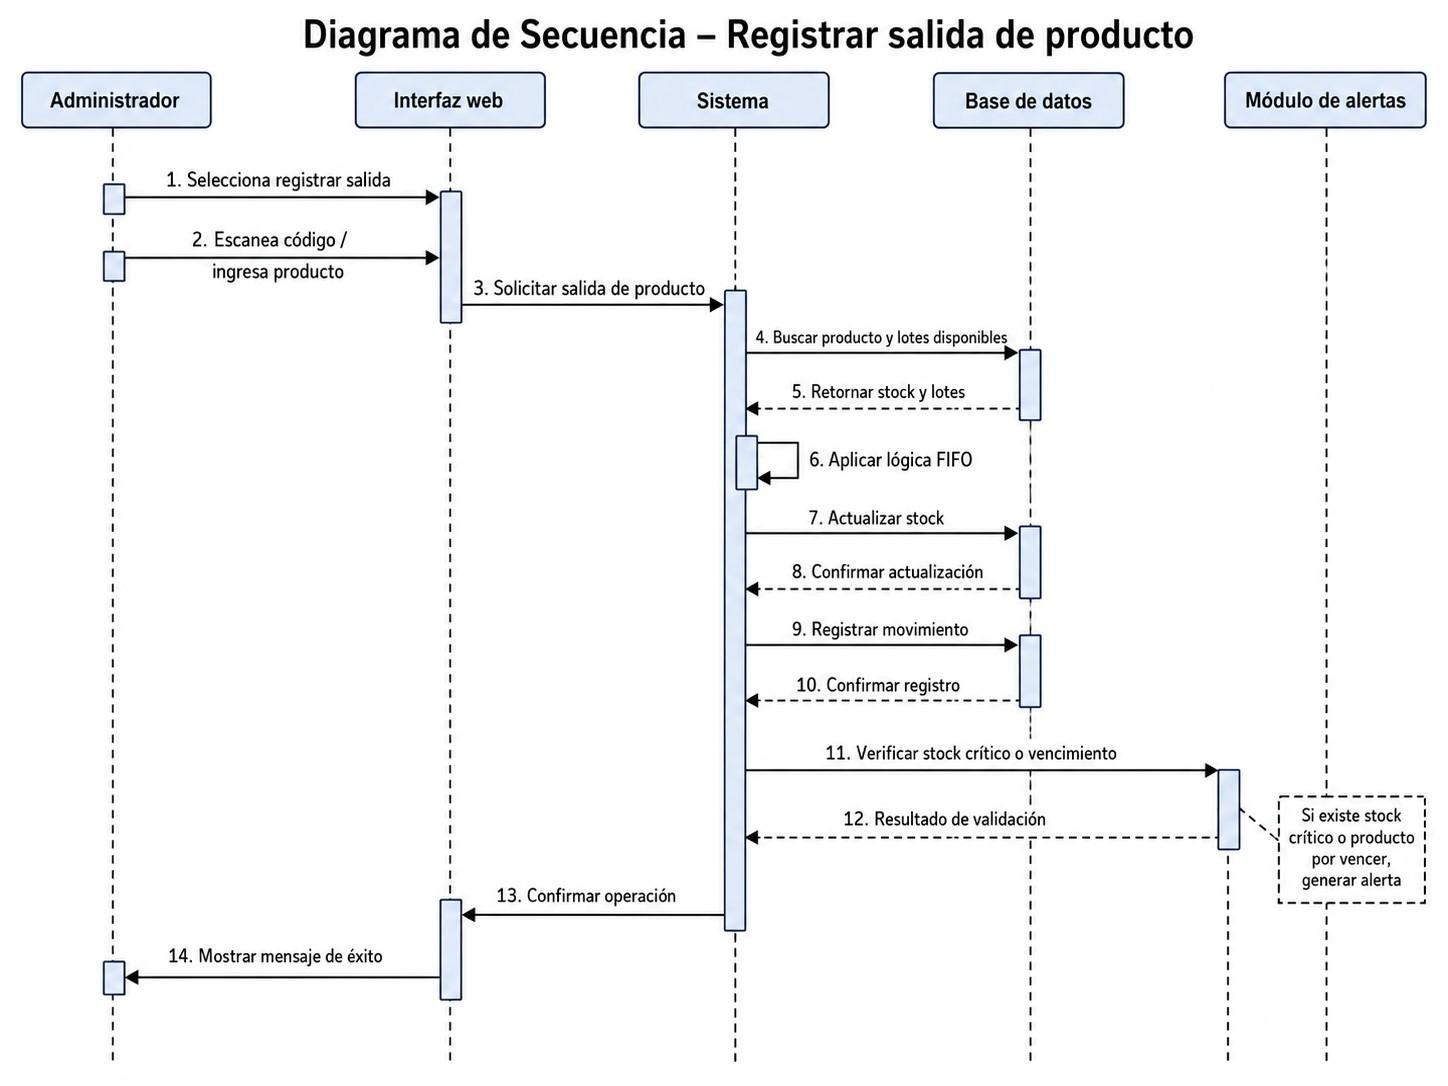 Diagrama de Secuencia – Registrar salida de producto
Administrador
Interfaz web
Sistema
Base de datos
Módulo de alertas
1. Selecciona registrar salida
2. Escanea código /
ingresa producto
3. Solicitar salida de producto
4. Buscar producto y lotes disponibles
5. Retornar stock y lotes
6. Aplicar lógica FIFO
7. Actualizar stock
8. Confirmar actualización
9. Registrar movimiento
10. Confirmar registro
11. Verificar stock crítico o vencimiento
12. Resultado de validación
Si existe stock
crítico o producto
por vencer,
generar alerta
13. Confirmar operación
14. Mostrar mensaje de éxito